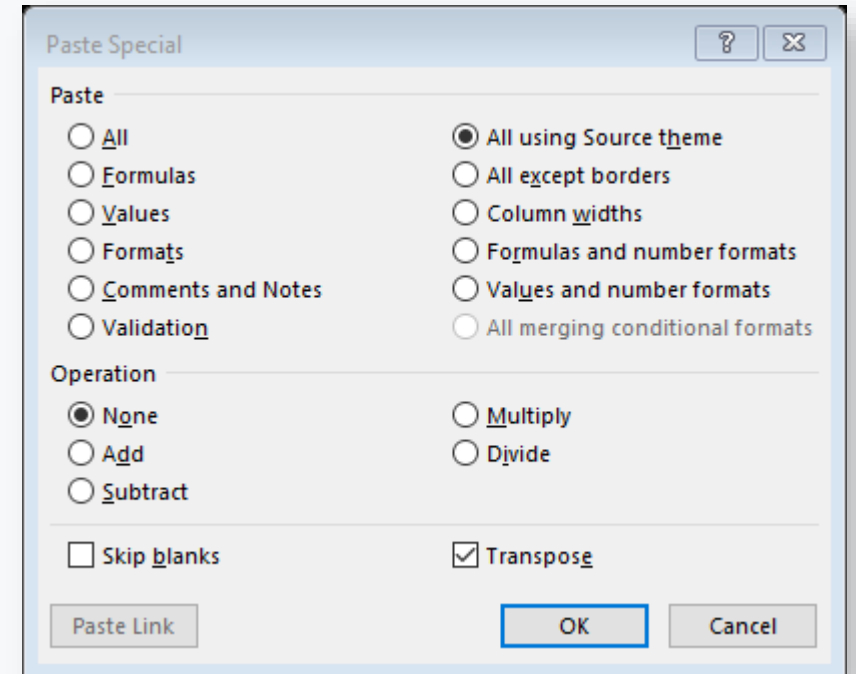 Paste Special
Paste
All
All using Source theme
Formulas
All except borders
Values
Column widths
Formats
Formulas and number formats
Comments and Notes
Values and number formats
Validation
All merging conditional formats
Operation
None
Multiply
Add
Divide
Subtract
Skip blanks
Transpose
Paste Link
OK
Cancel